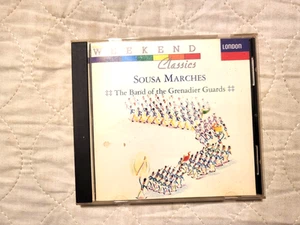 WEEKEND
LONDON
Classics
SOUSA MARCHES
The Band of the Grenadier Guards